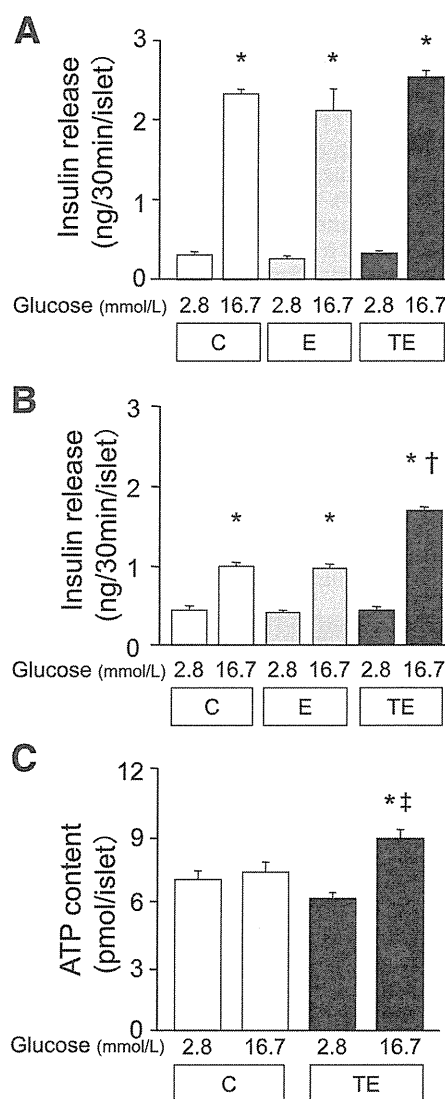 A
Insulin release
(ng/30min/islet)
3
2
1
0
* * *
Glucose (mmol/L) 2.8 16.7 2.8 16.7 2.8 16.7
C E TE
B
Insulin release
(ng/30min/islet)
3
2
1
0
* * * †
Glucose (mmol/L) 2.8 16.7 2.8 16.7 2.8 16.7
C E TE
C
ATP content
(pmol/islet)
12
9
6
3
0
* ‡
Glucose (mmol/L) 2.8 16.7 2.8 16.7
C TE